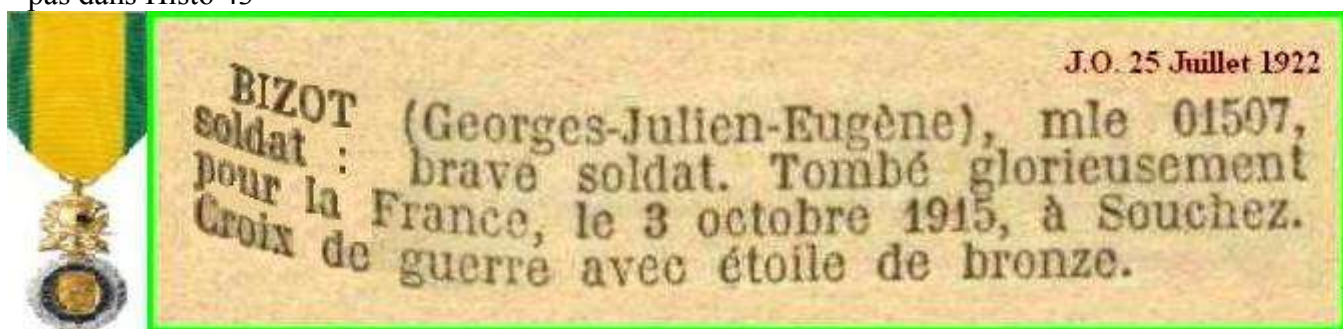 pas dans Histo 43
J.O. 25 Juillet 1922
BIZOT (Georges-Julien-Eugène), mle 01507,
soldat : brave soldat. Tombé glorieusement
pour la France, le 3 octobre 1915, à Souchez.
Croix de guerre avec étoile de bronze.